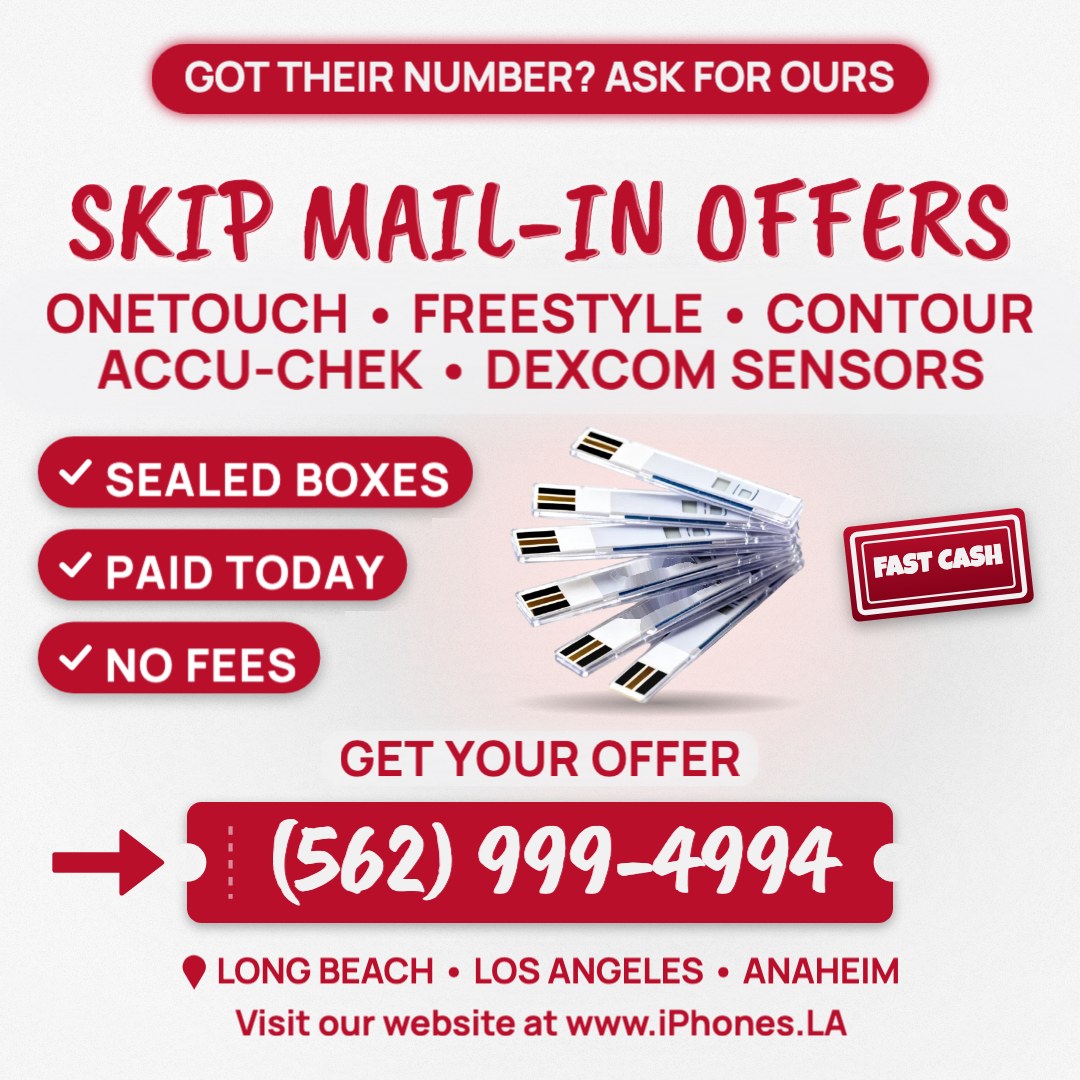 GOT THEIR NUMBER? ASK FOR OURS
SKIP MAIL-IN OFFERS
ONETOUCH • FREESTYLE • CONTOUR
ACCU-CHEK • DEXCOM SENSORS
SEALED BOXES
PAID TODAY
NO FEES
FAST CASH
GET YOUR OFFER
(562) 999-4994
LONG BEACH • LOS ANGELES • ANAHEIM
Visit our website at www.iPhones.LA